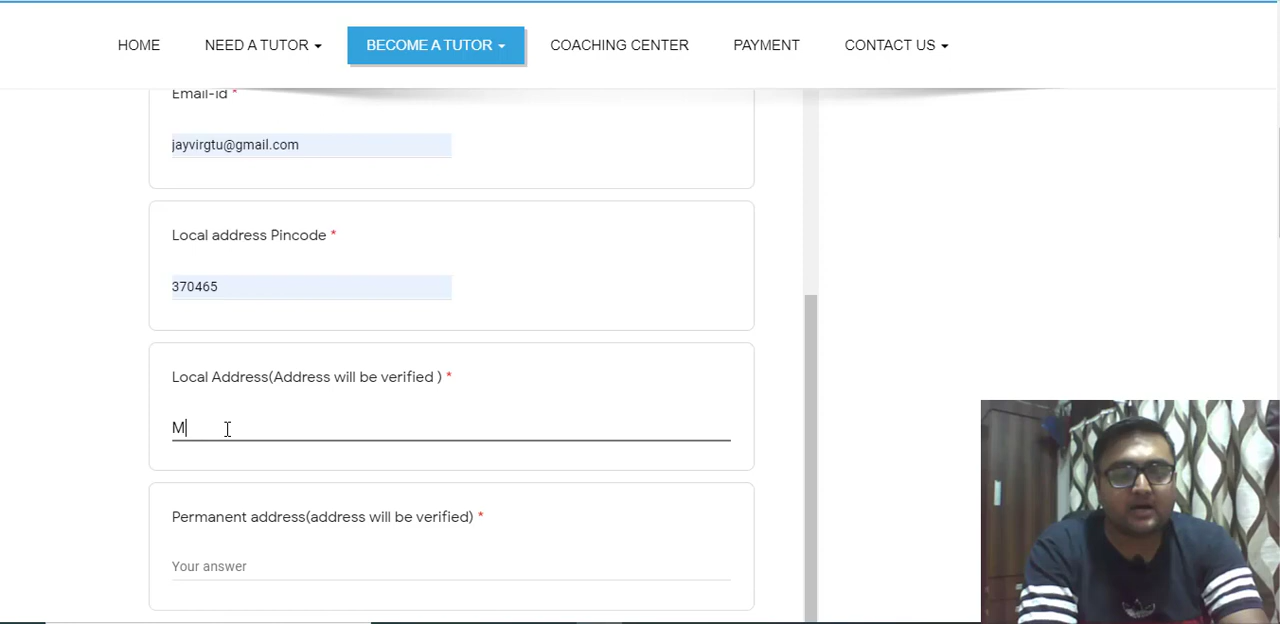 HOME NEED A TUTOR BECOME A TUTOR COACHING CENTER PAYMENT CONTACT US
Email-id *
jayvirgtu@gmail.com
Local address Pincode *
370465
Local Address(Address will be verified ) *
M
Permanent address(address will be verified) *
Your answer